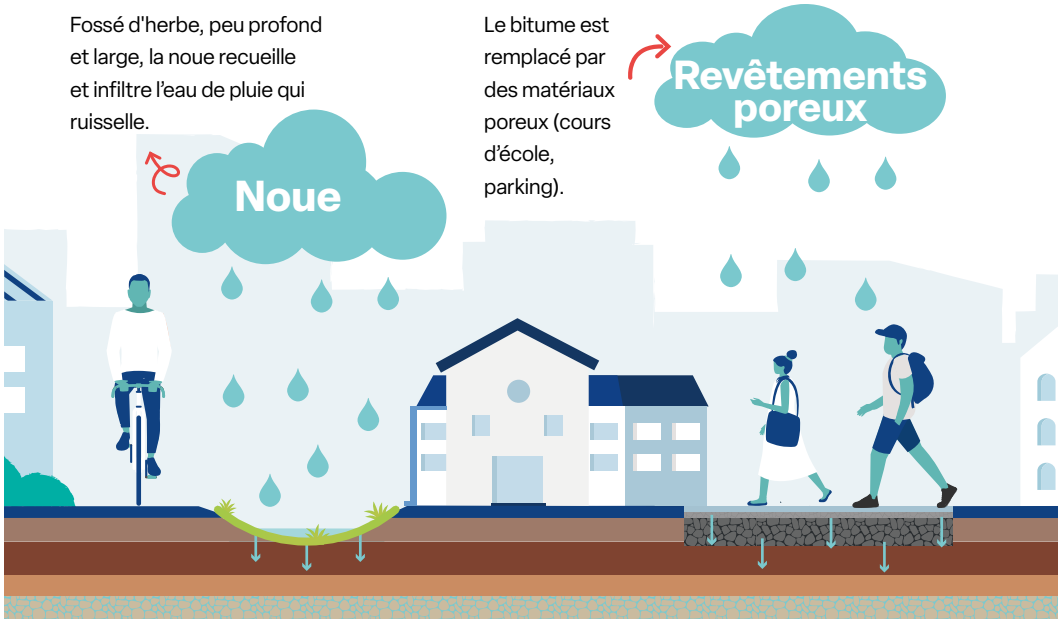 Fossé d'herbe, peu profond
et large, la noue recueille
et infiltre l’eau de pluie qui
ruisselle.
Noue
Le bitume est
remplacé par
des matériaux
poreux (cours
d’école,
parking).
Revêtements
poreux